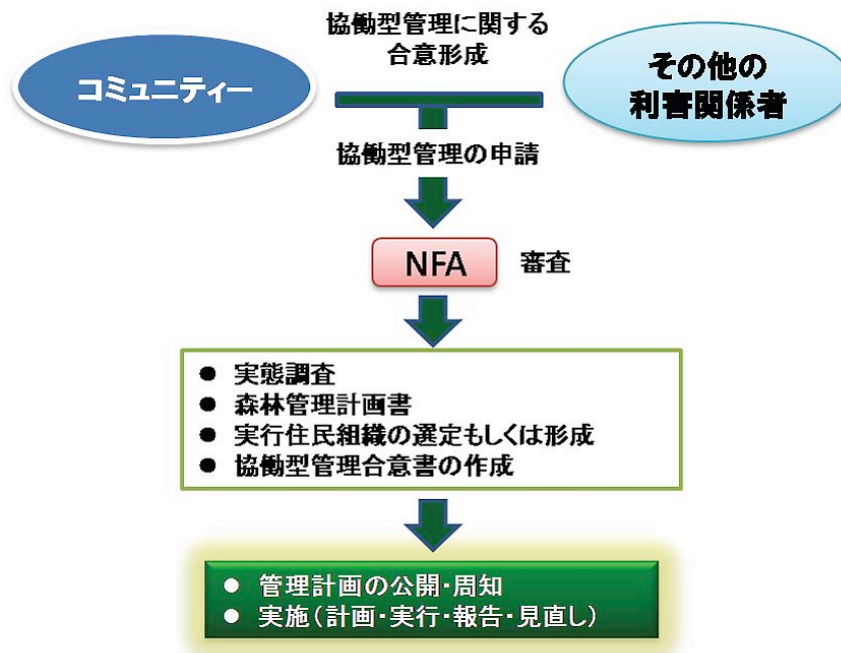 協働型管理に関する
合意形成
コミュニティー
その他の
利害関係者
協働型管理の申請
NFA 審査
● 実態調査
● 森林管理計画書
● 実行住民組織の選定もしくは形成
● 協働型管理合意書の作成
● 管理計画の公開・周知
● 実施（計画・実行・報告・見直し）